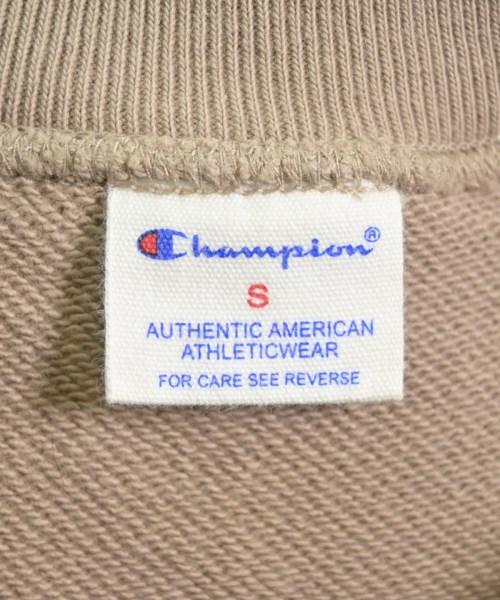 Champion®
S
AUTHENTIC AMERICAN
ATHLETICWEAR
FOR CARE SEE REVERSE